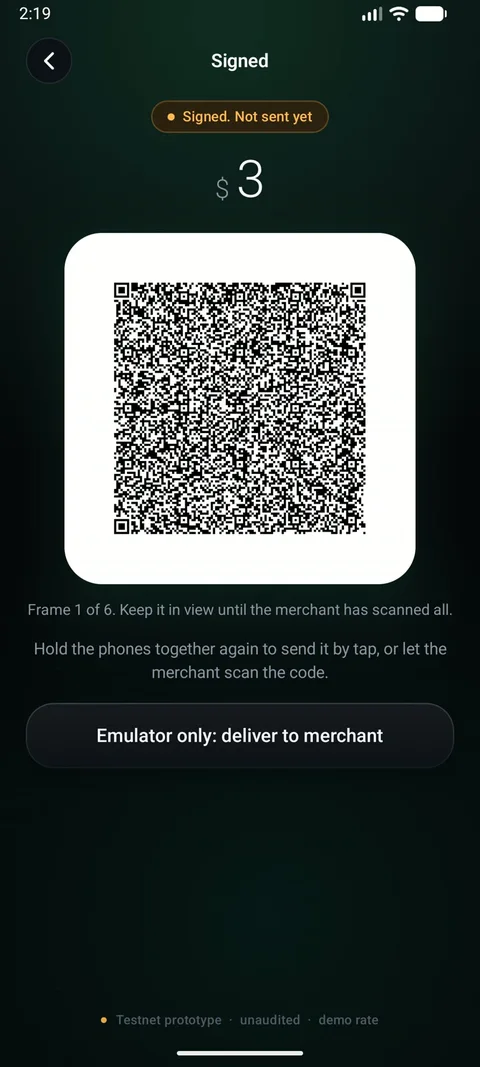 2:19
Signed
Signed. Not sent yet
$ 3
Frame 1 of 6. Keep it in view until the merchant has scanned all.
Hold the phones together again to send it by tap, or let the
merchant scan the code.
Emulator only: deliver to merchant
Testnet prototype · unaudited · demo rate